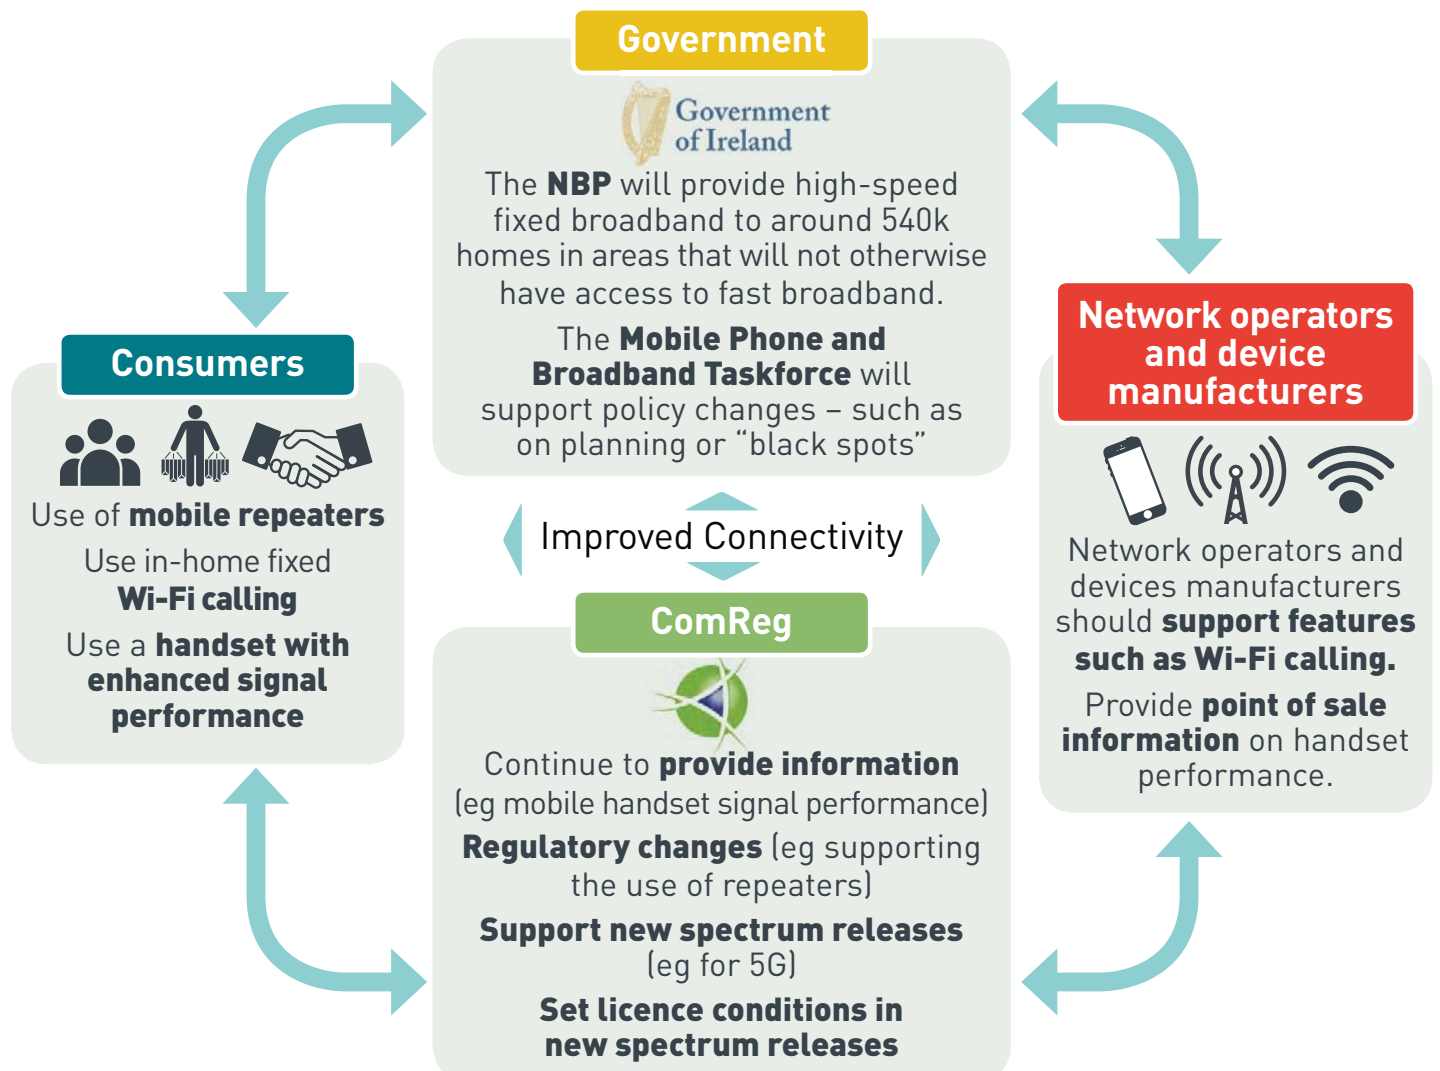 Government
Government
of Ireland
The NBP will provide high-speed
fixed broadband to around 540k
homes in areas that will not otherwise
have access to fast broadband.
The Mobile Phone and
Broadband Taskforce will
support policy changes – such as
on planning or “black spots”
Consumers
Use of mobile repeaters
Use in-home fixed
Wi-Fi calling
Use a handset with
enhanced signal
performance
Improved Connectivity
Network operators
and device
manufacturers
Network operators and
devices manufacturers
should support features
such as Wi-Fi calling.
Provide point of sale
information on handset
performance.
ComReg
Continue to provide information
(eg mobile handset signal performance)
Regulatory changes (eg supporting
the use of repeaters)
Support new spectrum releases
(eg for 5G)
Set licence conditions in
new spectrum releases